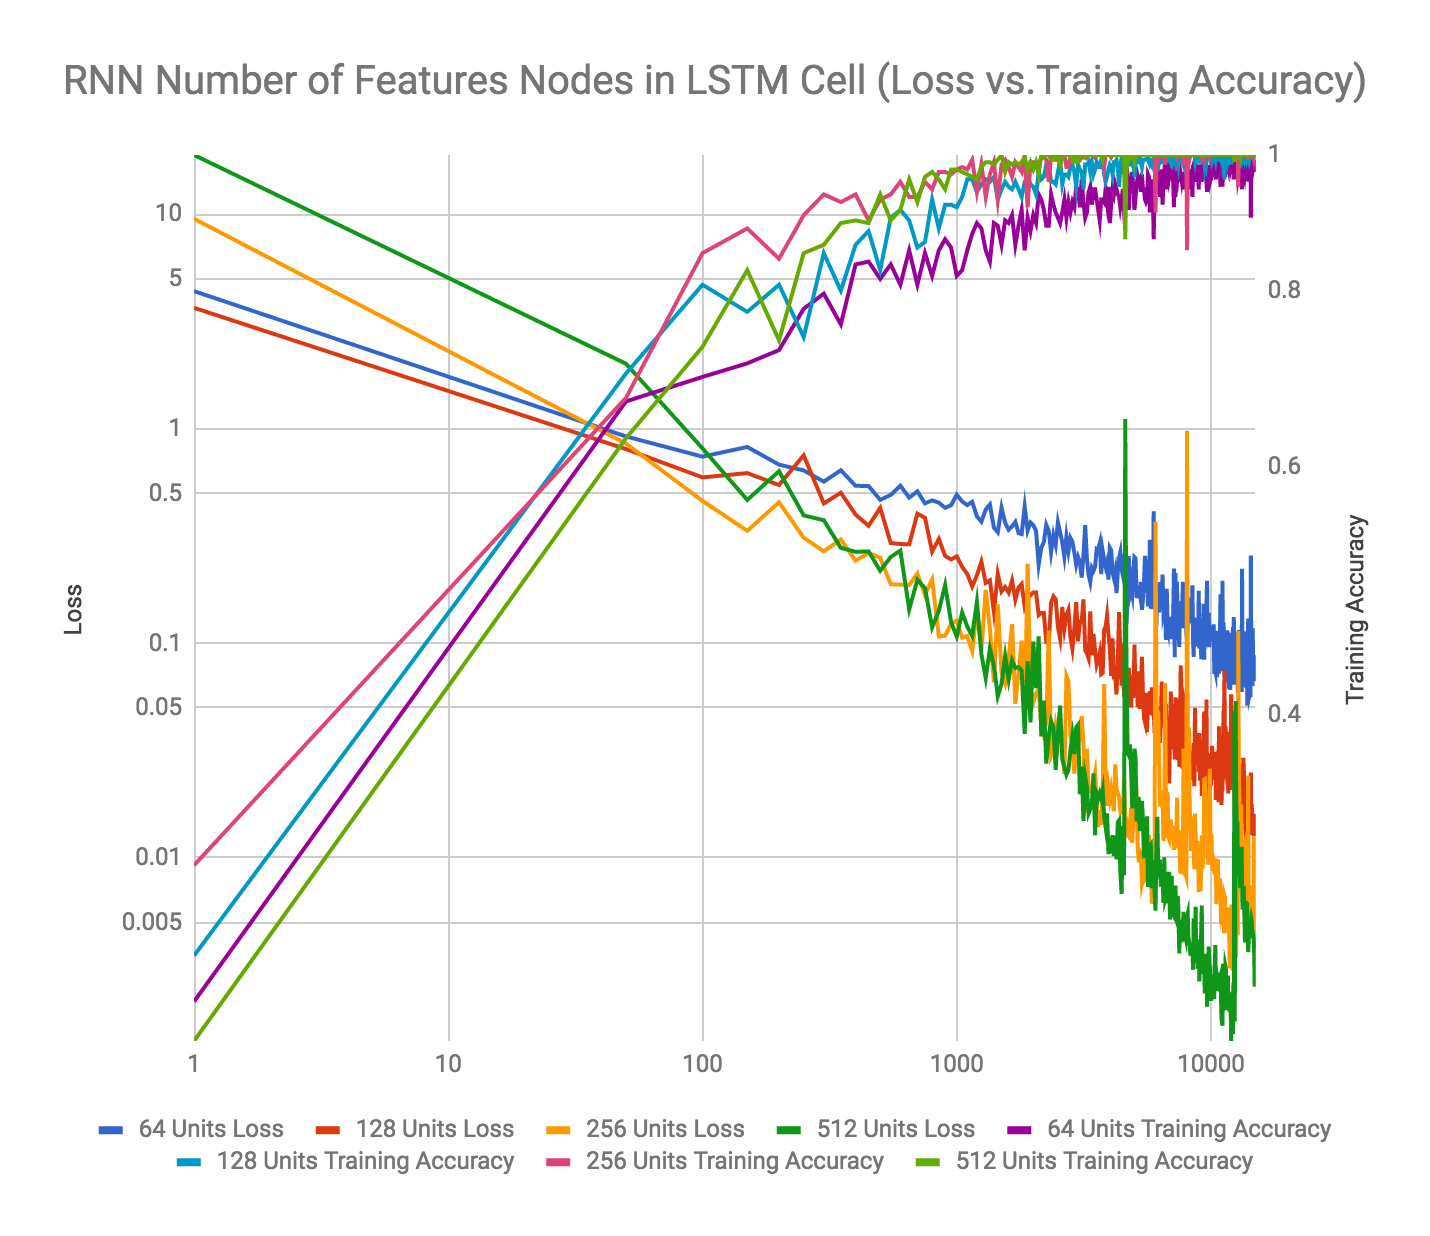 RNN Number of Features Nodes in LSTM Cell (Loss vs.Training Accuracy)
10
5
1
0.5
0.1
0.05
0.01
0.005
Loss
1
0.8
0.6
0.4
Training Accuracy
1 10 100 1000 10000
64 Units Loss 128 Units Loss 256 Units Loss 512 Units Loss 64 Units Training Accuracy
128 Units Training Accuracy 256 Units Training Accuracy 512 Units Training Accuracy